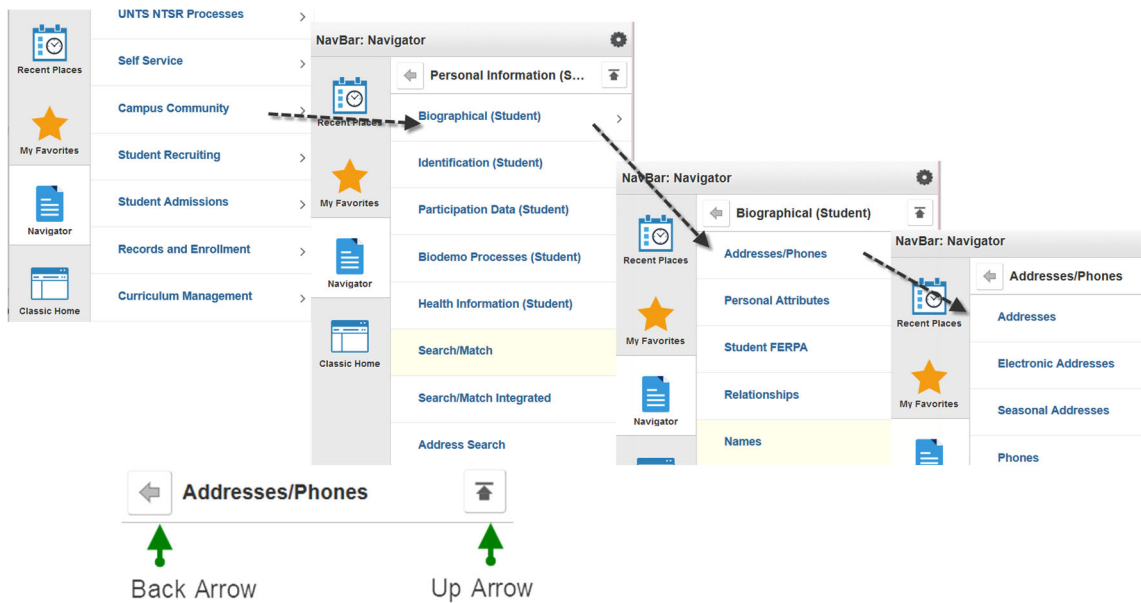 UNTS NTSR Processes
Recent Places
Self Service
Campus Community
My Favorites
Student Recruiting
Student Admissions
Navigator
Records and Enrollment
Curriculum Management
Classic Home
NavBar: Navigator
Personal Information (S...
Recent Places
Biographical (Student)
Identification (Student)
My Favorites
Participation Data (Student)
Biodemo Processes (Student)
Navigator
Health Information (Student)
Search/Match
Classic Home
Search/Match Integrated
Address Search
NavBar: Navigator
Biographical (Student)
Recent Places
Addresses/Phones
Personal Attributes
My Favorites
Student FERPA
Relationships
Navigator
Names
NavBar: Navigator
Addresses/Phones
Recent Places
Addresses
Electronic Addresses
My Favorites
Seasonal Addresses
Phones
Addresses/Phones
Back Arrow
Up Arrow